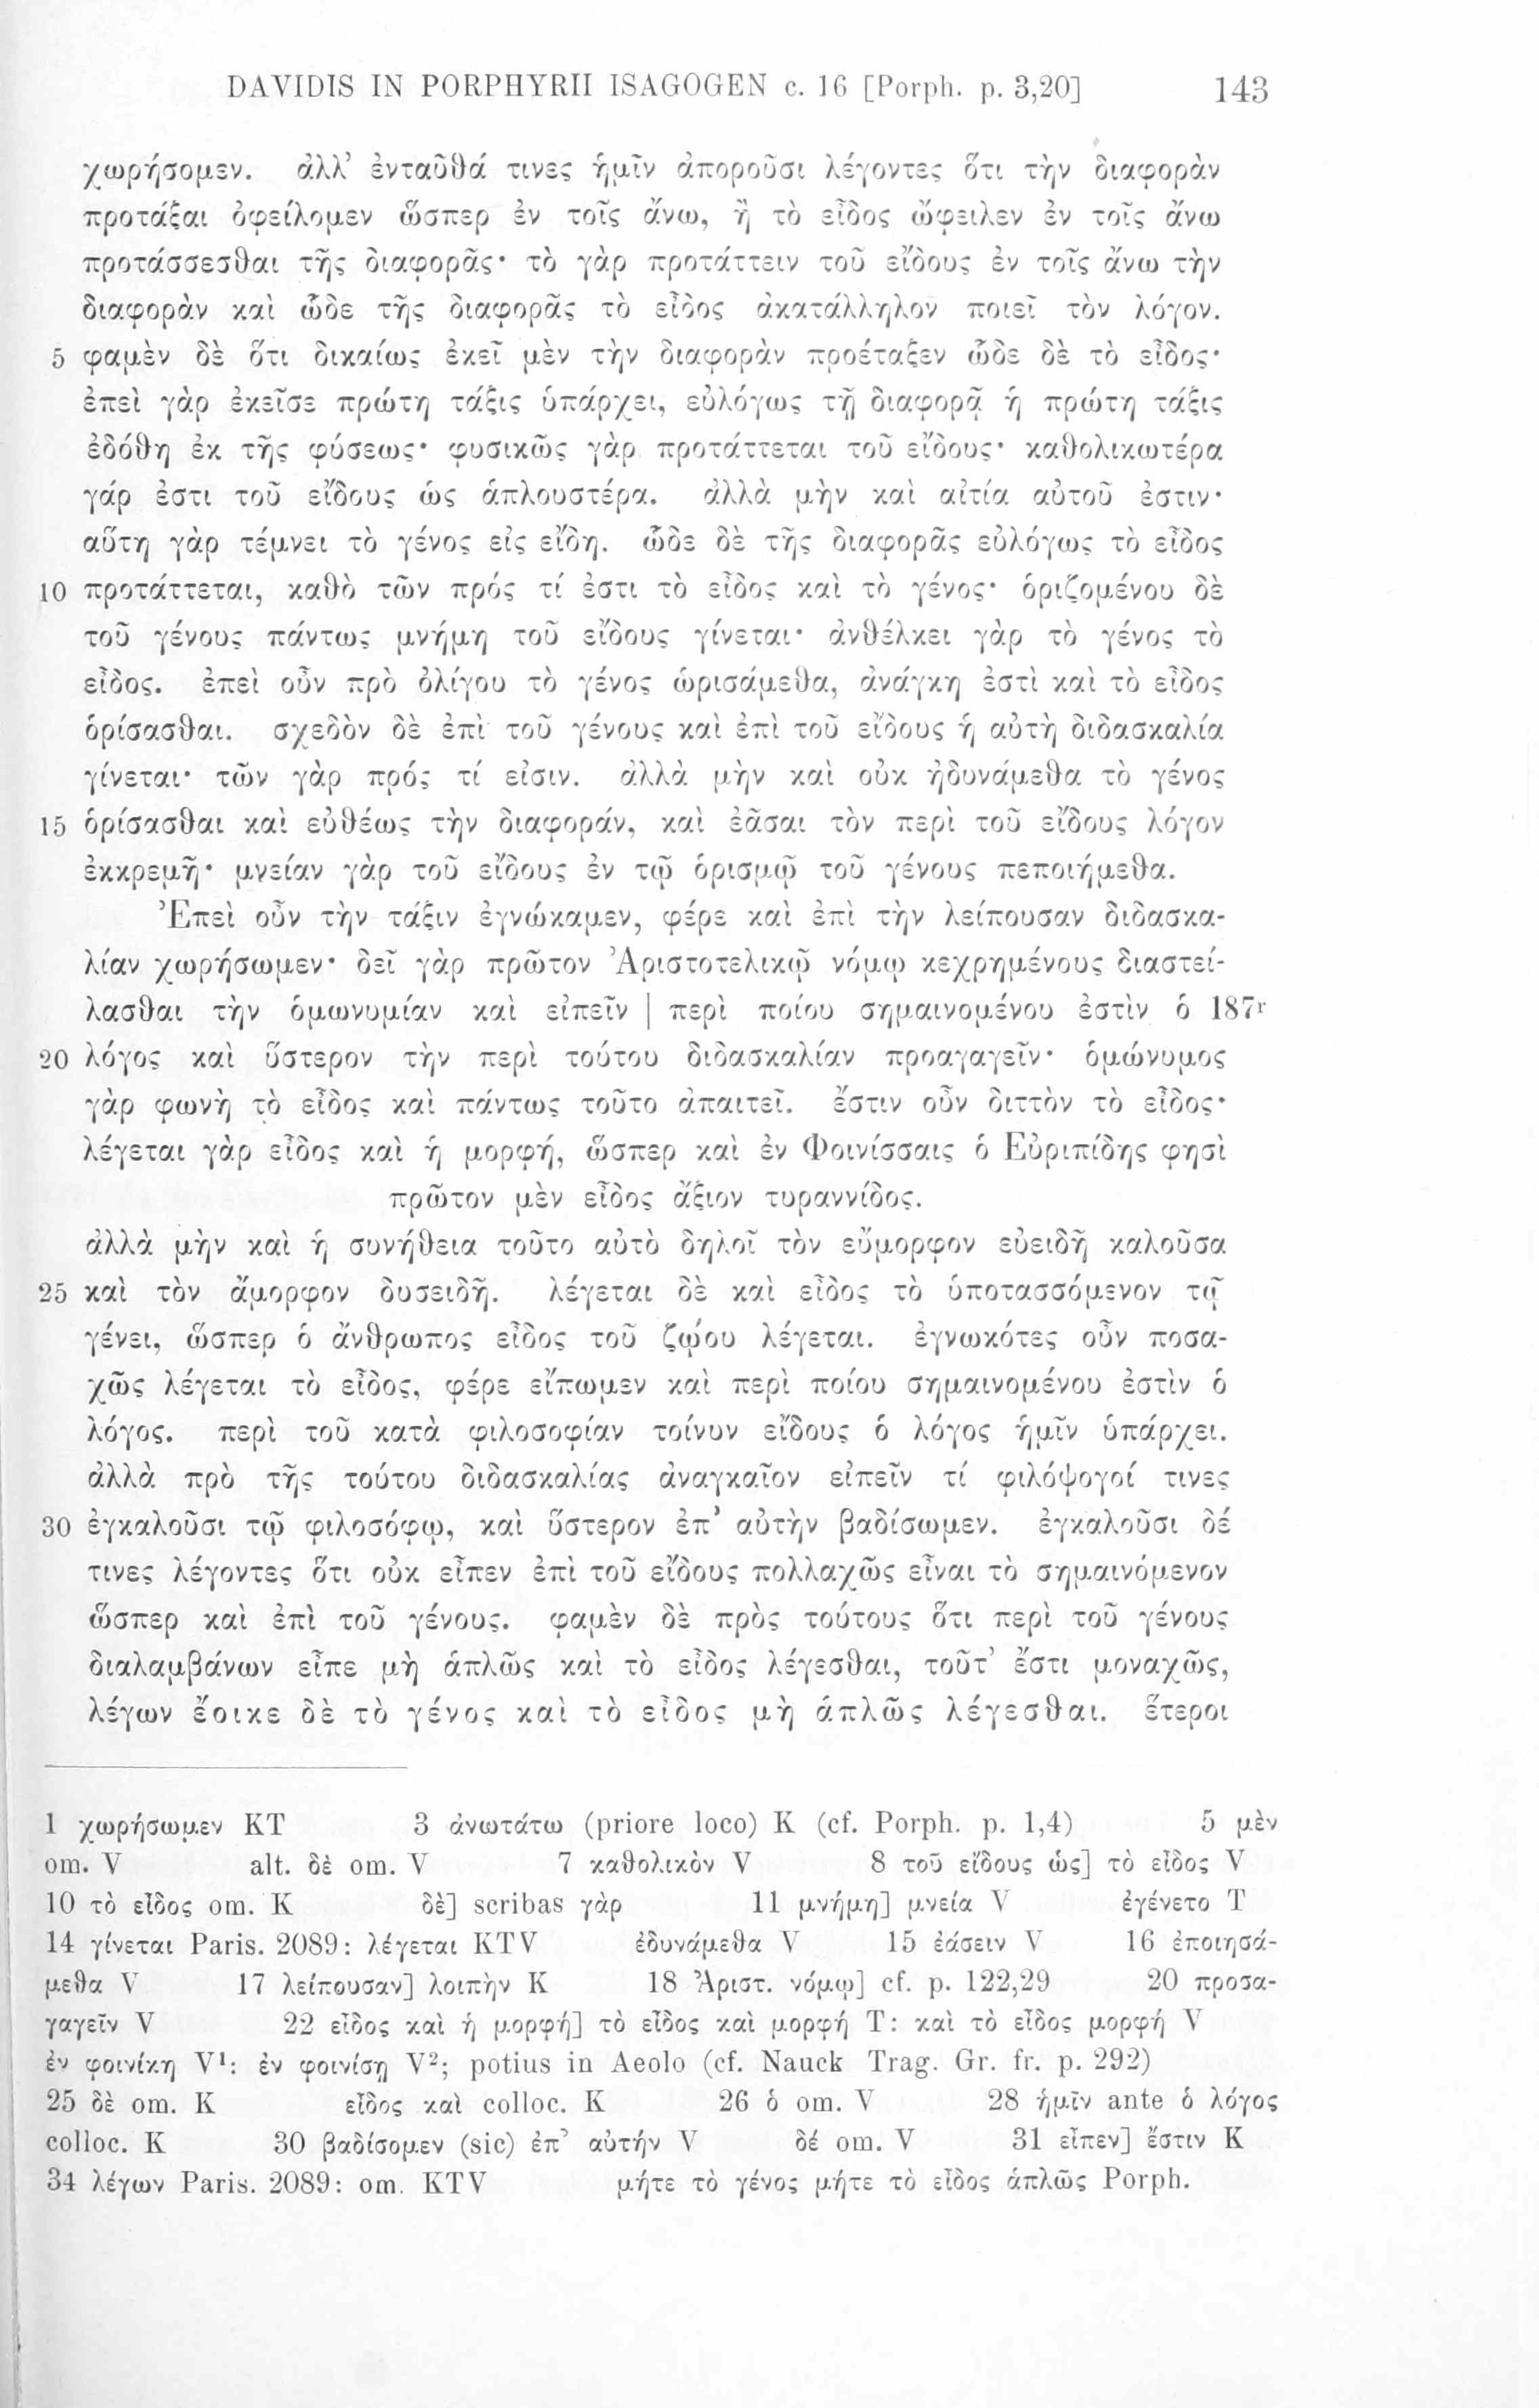 DAVIDIS IN PORPHYRII ISAGOGEN c. 16 [Porph. p. 3,20] 143
χωρήσομεν. ἀλλ’ ἐνταῦθά τινες ἡμῖν ἀποροῦσι λέγοντες ὅτι τὴν διαφορὰν
προτάξαι ὀφείλομεν ὥσπερ ἐν τοῖς ἄνω, ἢ τὸ εἶδος ὤφειλεν ἐν τοῖς ἄνω
προτάσσεσθαι τῆς διαφορᾶς· τὸ γὰρ προτάττειν τοῦ εἴδους ἐν τοῖς ἄνω τὴν
διαφορὰν καὶ ὧδε τῆς διαφορᾶς τὸ εἶδος ἀκατάλληλον ποιεῖ τὸν λόγον.
5 φαμὲν δὲ ὅτι δικαίως ἐκεῖ μὲν τὴν διαφορὰν προέταξεν ὧδε δὲ τὸ εἶδος·
ἐπεὶ γὰρ ἐκεῖσε πρώτη τάξις ὑπάρχει, εὐλόγως τῇ διαφορᾷ ἡ πρώτη τάξις
ἐδόθη ἐκ τῆς φύσεως· φυσικῶς γὰρ προτάττεται τοῦ εἴδους· καθολικωτέρα
γάρ ἐστι τοῦ εἴδους ὡς ἁπλουστέρα. ἀλλὰ μὴν καὶ αἰτία αὐτοῦ ἐστιν·
αὕτη γὰρ τέμνει τὸ γένος εἰς εἴδη. ὧδε δὲ τῆς διαφορᾶς εὐλόγως τὸ εἶδος
10 προτάττεται, καθὸ τῶν πρός τί ἐστι τὸ εἶδος καὶ τὸ γένος· ὁριζομένου δὲ
τοῦ γένους πάντως μνήμη τοῦ εἴδους γίνεται· ἀνθέλκει γὰρ τὸ γένος τὸ
εἶδος. ἐπεὶ οὖν πρὸ ὀλίγου τὸ γένος ὡρισάμεθα, ἀνάγκη ἐστὶ καὶ τὸ εἶδος
ὁρίσασθαι. σχεδὸν δὲ ἐπὶ τοῦ γένους καὶ ἐπὶ τοῦ εἴδους ἡ αὐτὴ διδασκαλία
γίνεται· τῶν γὰρ πρός τί εἰσιν. ἀλλὰ μὴν καὶ οὐκ ἠδυνάμεθα τὸ γένος
15 ὁρίσασθαι καὶ εὐθέως τὴν διαφοράν, καὶ ἐᾶσαι τὸν περὶ τοῦ εἴδους λόγον
ἐκκρεμῆ· μνείαν γὰρ τοῦ εἴδους ἐν τῷ ὁρισμῷ τοῦ γένους πεποιήμεθα.
Ἐπεὶ οὖν τὴν τάξιν ἐγνώκαμεν, φέρε καὶ ἐπὶ τὴν λείπουσαν διδασκα-
λίαν χωρήσωμεν· δεῖ γὰρ πρῶτον Ἀριστοτελικῷ νόμῳ κεχρημένους διαστεί-
λασθαι τὴν ὁμωνυμίαν καὶ εἰπεῖν | περὶ ποίου σημαινομένου ἐστὶν ὁ 187r
20 λόγος καὶ ὕστερον τὴν περὶ τούτου διδασκαλίαν προαγαγεῖν· ὁμώνυμος
γὰρ φωνὴ τὸ εἶδος καὶ πάντως τοῦτο ἀπαιτεῖ. ἔστιν οὖν διττὸν τὸ εἶδος·
λέγεται γὰρ εἶδος καὶ ἡ μορφή, ὥσπερ καὶ ἐν Φοινίσσαις ὁ Εὐριπίδης φησὶ
πρῶτον μὲν εἶδος ἄξιον τυραννίδος.
ἀλλὰ μὴν καὶ ἡ συνήθεια τοῦτο αὐτὸ δηλοῖ τὸν εὔμορφον εὐειδῆ καλοῦσα
25 καὶ τὸν ἄμορφον δυσειδῆ. λέγεται δὲ καὶ εἶδος τὸ ὑποτασσόμενον τῷ
γένει, ὥσπερ ὁ ἄνθρωπος εἶδος τοῦ ζῴου λέγεται. ἐγνωκότες οὖν ποσα-
χῶς λέγεται τὸ εἶδος, φέρε εἴπωμεν καὶ περὶ ποίου σημαινομένου ἐστὶν ὁ
λόγος. περὶ τοῦ κατὰ φιλοσοφίαν τοίνυν εἴδους ὁ λόγος ἡμῖν ὑπάρχει.
ἀλλὰ πρὸ τῆς τούτου διδασκαλίας ἀναγκαῖον εἰπεῖν τί φιλόψογοί τινες
30 ἐγκαλοῦσι τῷ φιλοσόφῳ, καὶ ὕστερον ἐπ’ αὐτὴν βαδίσωμεν. ἐγκαλοῦσι δέ
τινες λέγοντες ὅτι οὐκ εἶπεν ἐπὶ τοῦ εἴδους πολλαχῶς εἶναι τὸ σημαινόμενον
ὥσπερ καὶ ἐπὶ τοῦ γένους. φαμὲν δὲ πρὸς τούτους ὅτι περὶ τοῦ γένους
διαλαμβάνων εἶπε μὴ ἁπλῶς καὶ τὸ εἶδος λέγεσθαι, τοῦτ’ ἔστι μοναχῶς,
λέγων ἔοικε δὲ τὸ γένος καὶ τὸ εἶδος μὴ ἁπλῶς λέγεσθαι. ἕτεροι
1 χωρήσωμεν KT 3 ἀνωτάτω (priore loco) K (cf. Porph. p. 1,4) 5 μὲν
om. V alt. δὲ om. V 7 καθολικὸν V 8 τοῦ εἴδους ὡς] τὸ εἶδος V
10 τὸ εἶδος om. K δὲ] scribas γὰρ 11 μνήμη] μνεία V ἐγένετο T
14 γίνεται Paris. 2089: λέγεται KTV ἐδυνάμεθα V 15 ἐάσειν V 16 ἐποιησά-
μεθα V 17 λείπουσαν] λοιπὴν K 18 Ἀριστ. νόμῳ] cf. p. 122,29 20 προσα-
γαγεῖν V 22 εἶδος καὶ ἡ μορφή] τὸ εἶδος καὶ μορφή T: καὶ τὸ εἶδος μορφή V
ἐν φοινίκῃ V¹: ἐν φοινίσῃ V²; potius in Aeolo (cf. Nauck Trag. Gr. fr. p. 292)
25 δὲ om. K εἶδος καὶ colloc. K 26 ὁ om. V 28 ἡμῖν ante ὁ λόγος
colloc. K 30 βαδίσομεν (sic) ἐπ’ αὐτήν V δέ om. V 31 εἶπεν] ἔστιν K
34 λέγων Paris. 2089: om. KTV μήτε τὸ γένος μήτε τὸ εἶδος ἁπλῶς Porph.